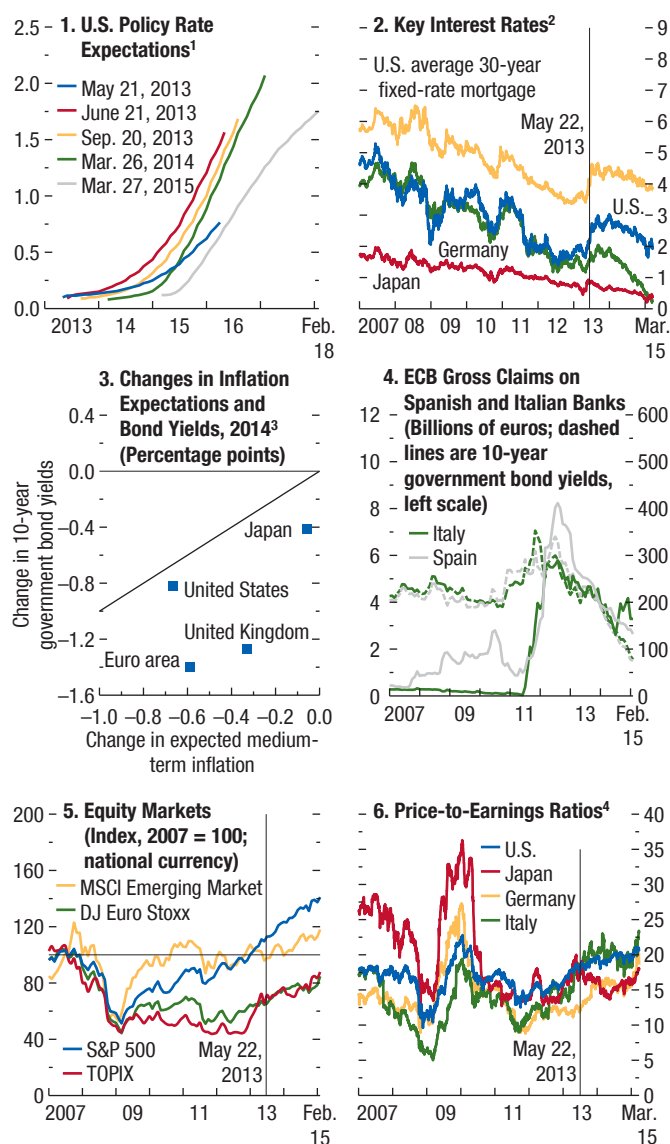 1. U.S. Policy Rate
Expectations1
May 21, 2013
June 21, 2013
Sep. 20, 2013
Mar. 26, 2014
Mar. 27, 2015
2.5
2.0
1.5
1.0
0.5
0.0
2013 14 15 16 Feb.
18
2. Key Interest Rates2
U.S. average 30-year
fixed-rate mortgage
May 22,
2013
U.S.
Germany
Japan
9
8
7
6
5
4
3
2
1
0
2007 08 09 10 11 12 13 Mar.
15
3. Changes in Inflation
Expectations and
Bond Yields, 20143
(Percentage points)
0.4
0.0
–0.4
–0.8
–1.2
–1.6
Change in 10-year
government bond yields
Japan
United States
United Kingdom
Euro area
–1.0 –0.8 –0.6 –0.4 –0.2 0.0
Change in expected medium-
term inflation
4. ECB Gross Claims on
Spanish and Italian Banks
(Billions of euros; dashed
lines are 10-year
government bond yields,
left scale)
Italy
Spain
12
10
8
6
4
2
0
600
500
400
300
200
100
0
2007 09 11 13 Feb.
15
5. Equity Markets
(Index, 2007 = 100;
national currency)
MSCI Emerging Market
DJ Euro Stoxx
S&P 500
TOPIX
May 22,
2013
200
160
120
80
40
0
2007 09 11 13 Feb.
15
6. Price-to-Earnings Ratios4
U.S.
Japan
Germany
Italy
May 22,
2013
40
35
30
25
20
15
10
5
0
2007 09 11 13 Mar.
15